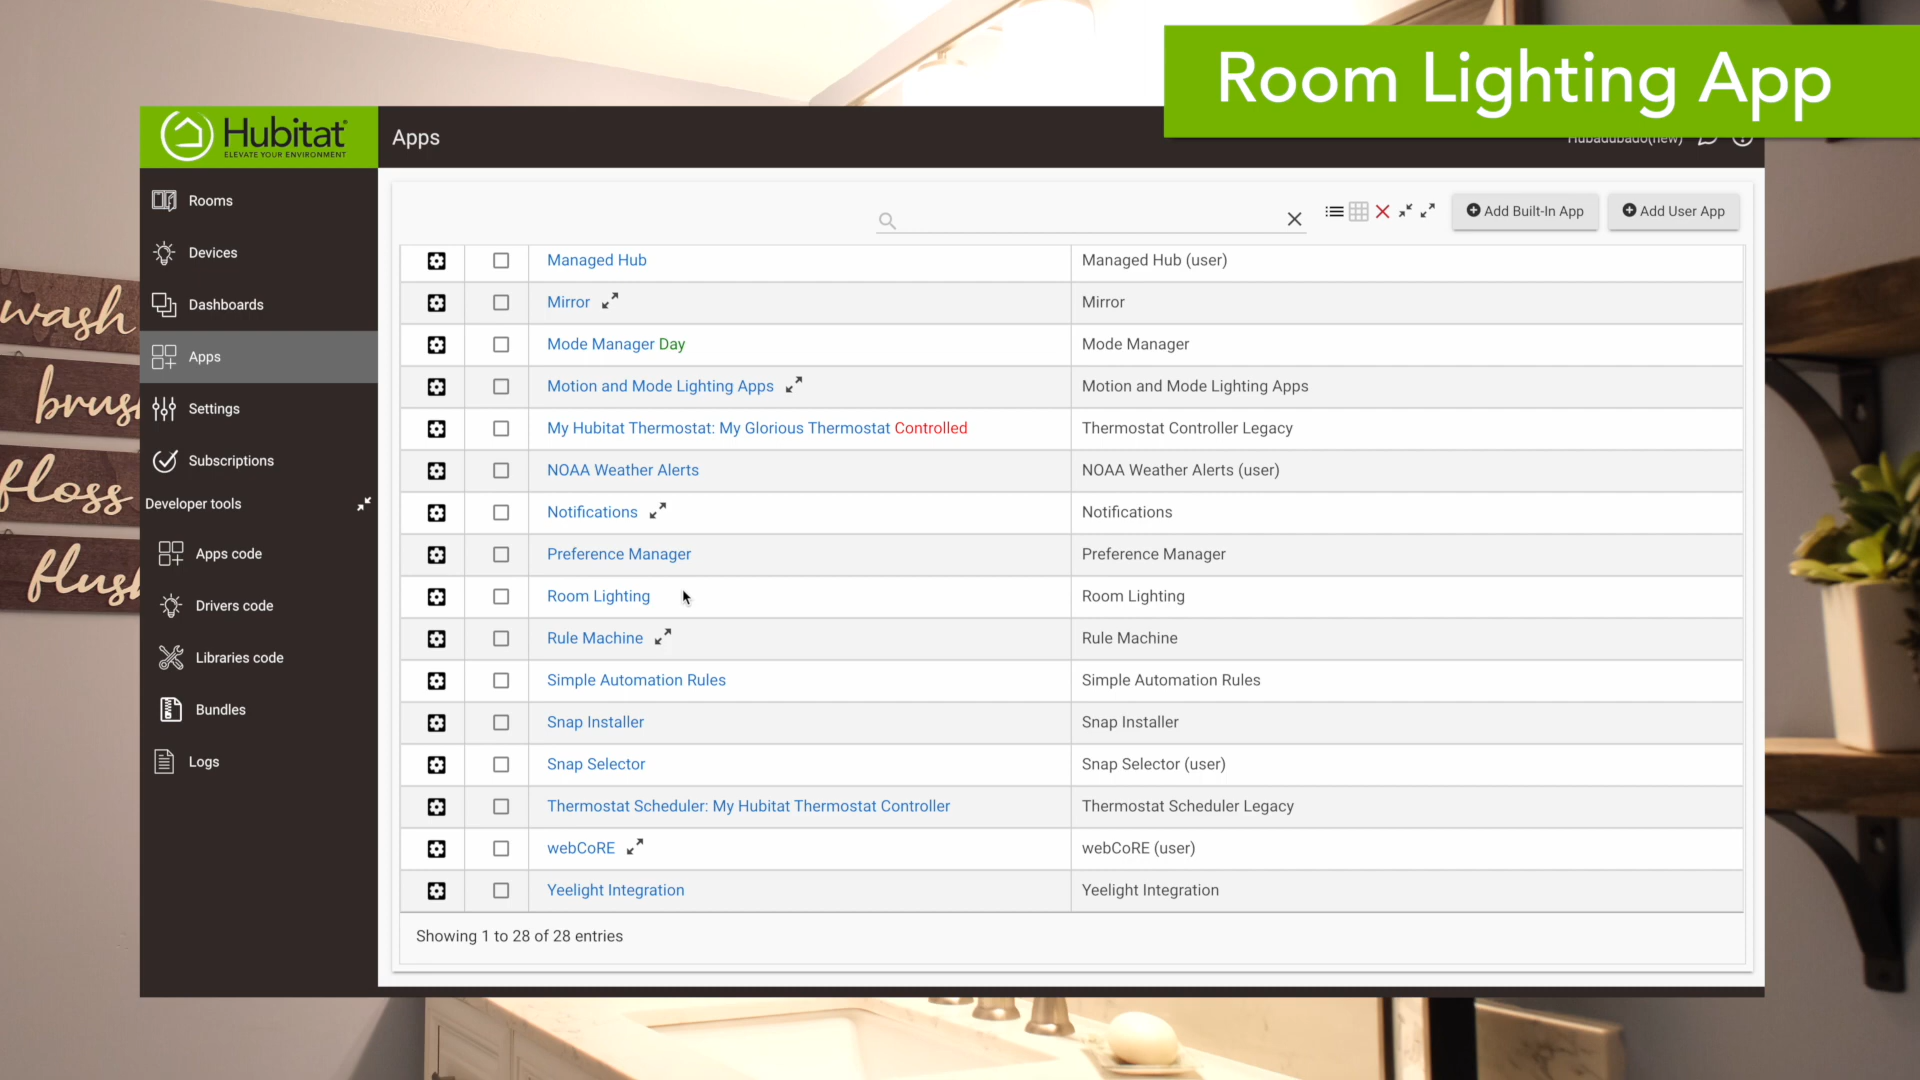 Room Lighting App
Hubitat
ELEVATE YOUR ENVIRONMENT
Apps
Hubadubado(new)
Rooms
Devices
Dashboards
Apps
Settings
Subscriptions
Developer tools
Apps code
Drivers code
Libraries code
Bundles
Logs
Add Built-In App
Add User App
Managed Hub Managed Hub (user)
Mirror Mirror
Mode Manager Day Mode Manager
Motion and Mode Lighting Apps Motion and Mode Lighting Apps
My Hubitat Thermostat: My Glorious Thermostat Controlled Thermostat Controller Legacy
NOAA Weather Alerts NOAA Weather Alerts (user)
Notifications Notifications
Preference Manager Preference Manager
Room Lighting Room Lighting
Rule Machine Rule Machine
Simple Automation Rules Simple Automation Rules
Snap Installer Snap Installer
Snap Selector Snap Selector (user)
Thermostat Scheduler: My Hubitat Thermostat Controller Thermostat Scheduler Legacy
webCoRE webCoRE (user)
Yeelight Integration Yeelight Integration
Showing 1 to 28 of 28 entries
wash
brush
floss
flush